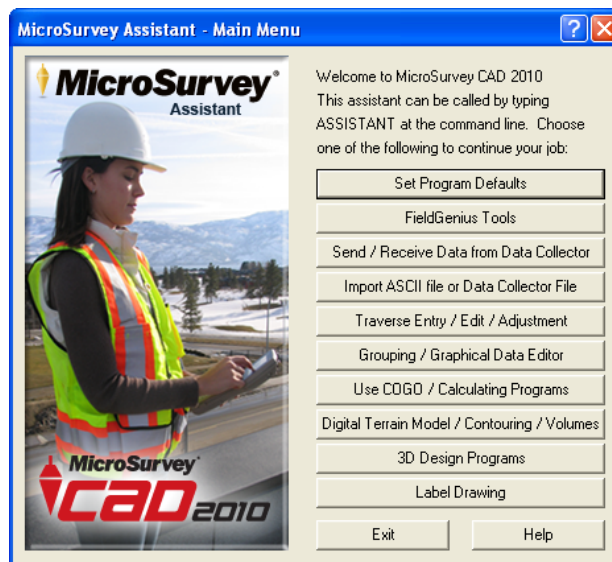 MicroSurvey Assistant - Main Menu
MicroSurvey®
Assistant
MicroSurvey
CAD 2010
Welcome to MicroSurvey CAD 2010
This assistant can be called by typing
ASSISTANT at the command line. Choose
one of the following to continue your job:
Set Program Defaults
FieldGenius Tools
Send / Receive Data from Data Collector
Import ASCII file or Data Collector File
Traverse Entry / Edit / Adjustment
Grouping / Graphical Data Editor
Use COGO / Calculating Programs
Digital Terrain Model / Contouring / Volumes
3D Design Programs
Label Drawing
Exit
Help